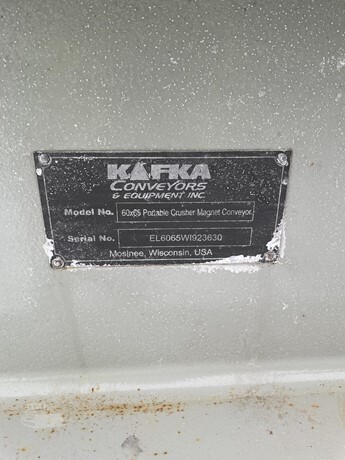 KAFKA
CONVEYORS
& EQUIPMENT INC.
Model No. 60x65 Portable Crusher Magnet Conveyor
Serial No. EL6065WI923630
Mosinee, Wisconsin, USA